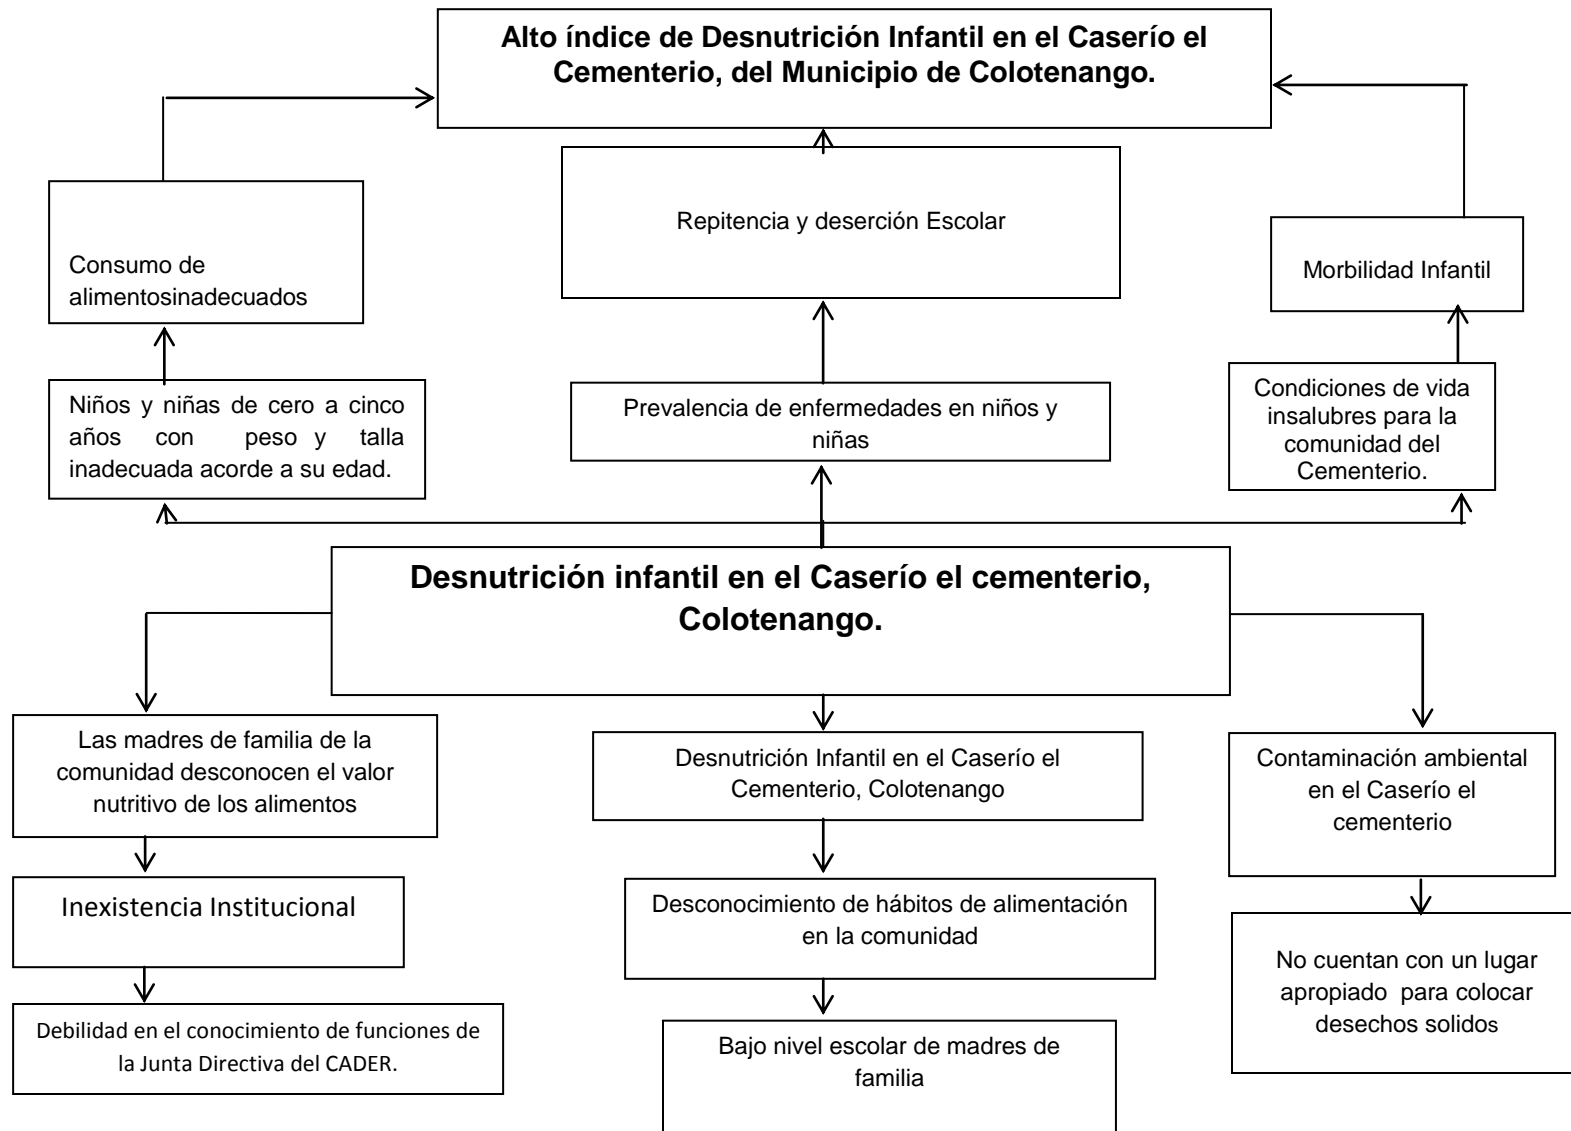 Alto índice de Desnutrición Infantil en el Caserío el
Cementerio, del Municipio de Colotenango.
Repitencia y deserción Escolar
Consumo de
alimentosinadecuados
Morbilidad Infantil
Niños y niñas de cero a cinco
años con peso y talla
inadecuada acorde a su edad.
Prevalencia de enfermedades en niños y
niñas
Condiciones de vida
insalubres para la
comunidad del
Cementerio.
Desnutrición infantil en el Caserío el cementerio,
Colotenango.
Las madres de familia de la
comunidad desconocen el valor
nutritivo de los alimentos
Desnutrición Infantil en el Caserío el
Cementerio, Colotenango
Contaminación ambiental
en el Caserío el
cementerio
Inexistencia Institucional
Desconocimiento de hábitos de alimentación
en la comunidad
No cuentan con un lugar
apropiado para colocar
desechos solidos
Debilidad en el conocimiento de funciones de
la Junta Directiva del CADER.
Bajo nivel escolar de madres de
familia